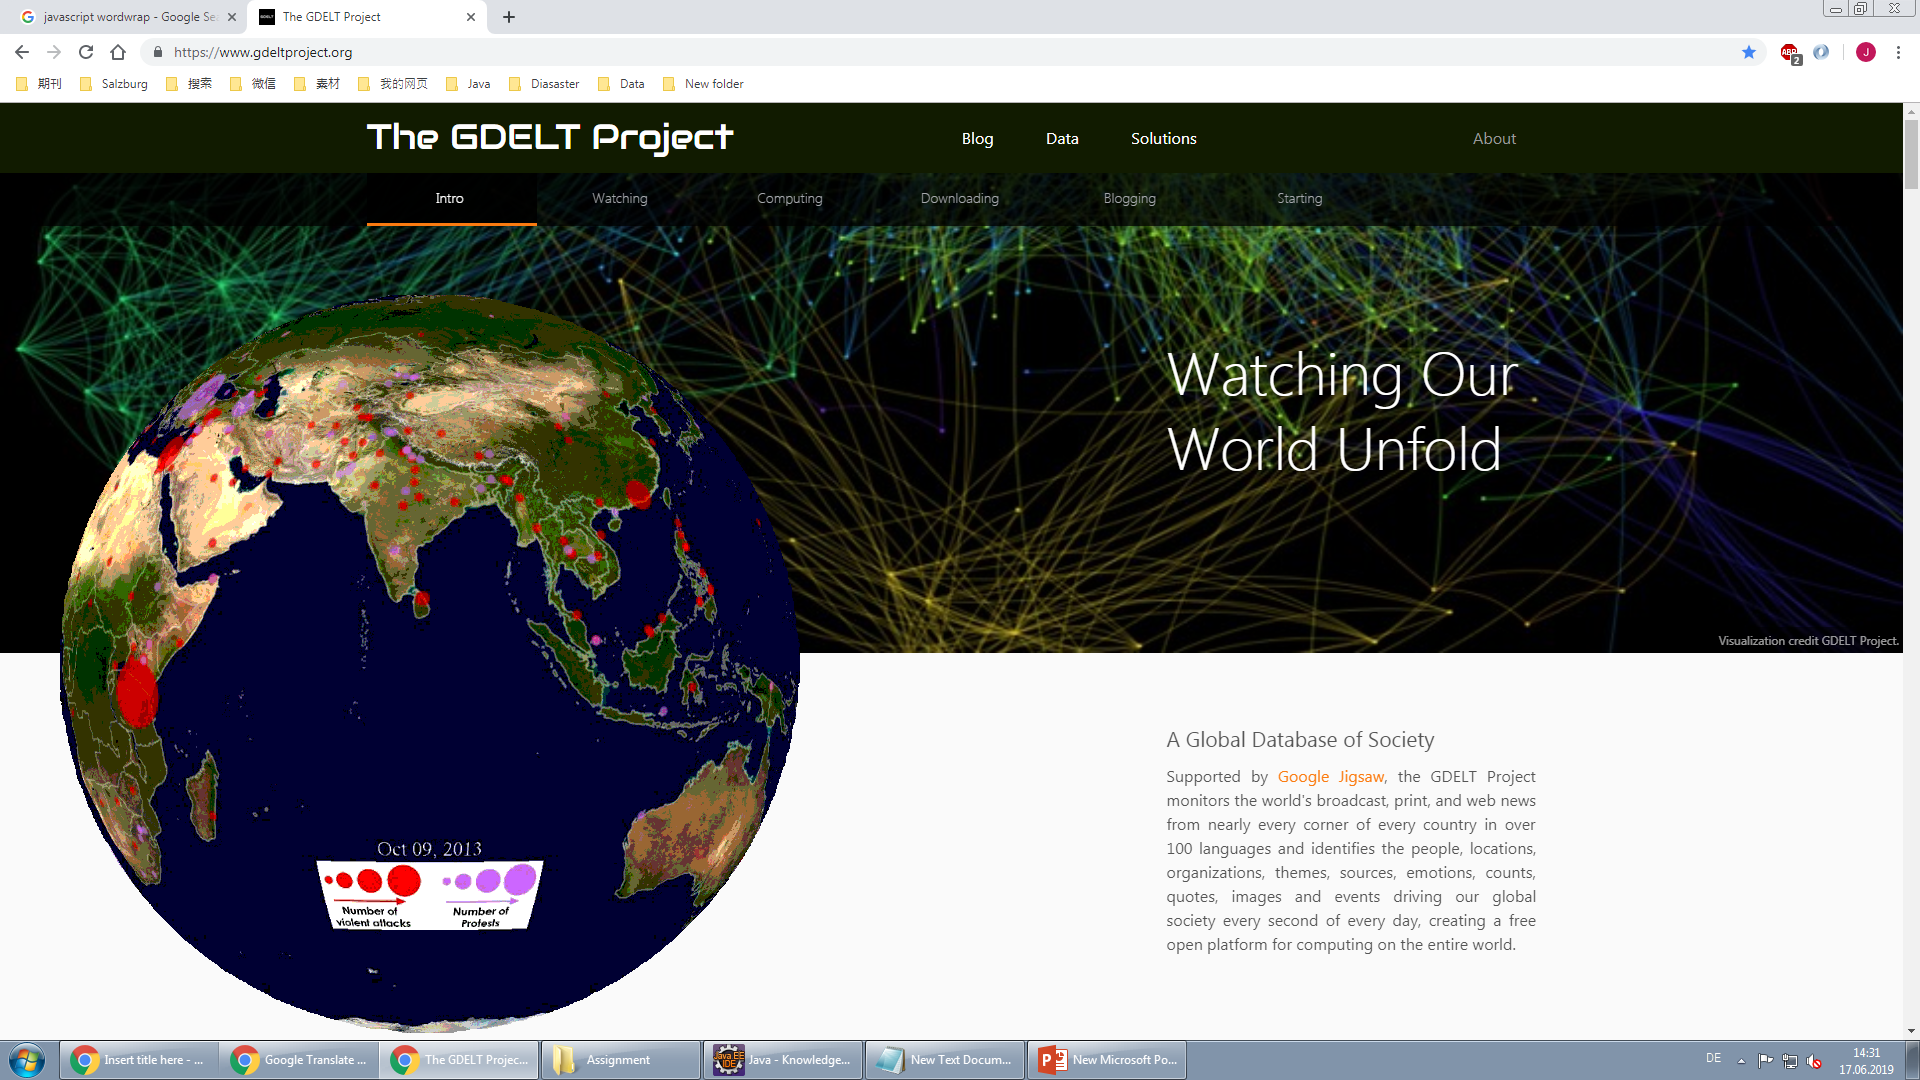 javascript wordwrap - Google Se
The GDELT Project
https://www.gdeltproject.org
ABP
2
J
期刊
Salzburg
搜索
微信
素材
我的网页
Java
Diasaster
Data
New folder
The GDELT Project
Blog
Data
Solutions
About
Intro
Watching
Computing
Downloading
Blogging
Starting
Watching Our
World Unfold
Visualization credit GDELT Project.
A Global Database of Society
Supported by Google Jigsaw, the GDELT Project
monitors the world's broadcast, print, and web news
from nearly every corner of every country in over
100 languages and identifies the people, locations,
organizations, themes, sources, emotions, counts,
quotes, images and events driving our global
society every second of every day, creating a free
open platform for computing on the entire world.
Oct 09, 2013
Number of
violent attacks
Number of
Protests
Insert title here - ...
Google Translate ...
The GDELT Projec...
Assignment
Java EE
IDE
Java - Knowledge...
New Text Docum...
New Microsoft Po...
DE
14:31
17.06.2019